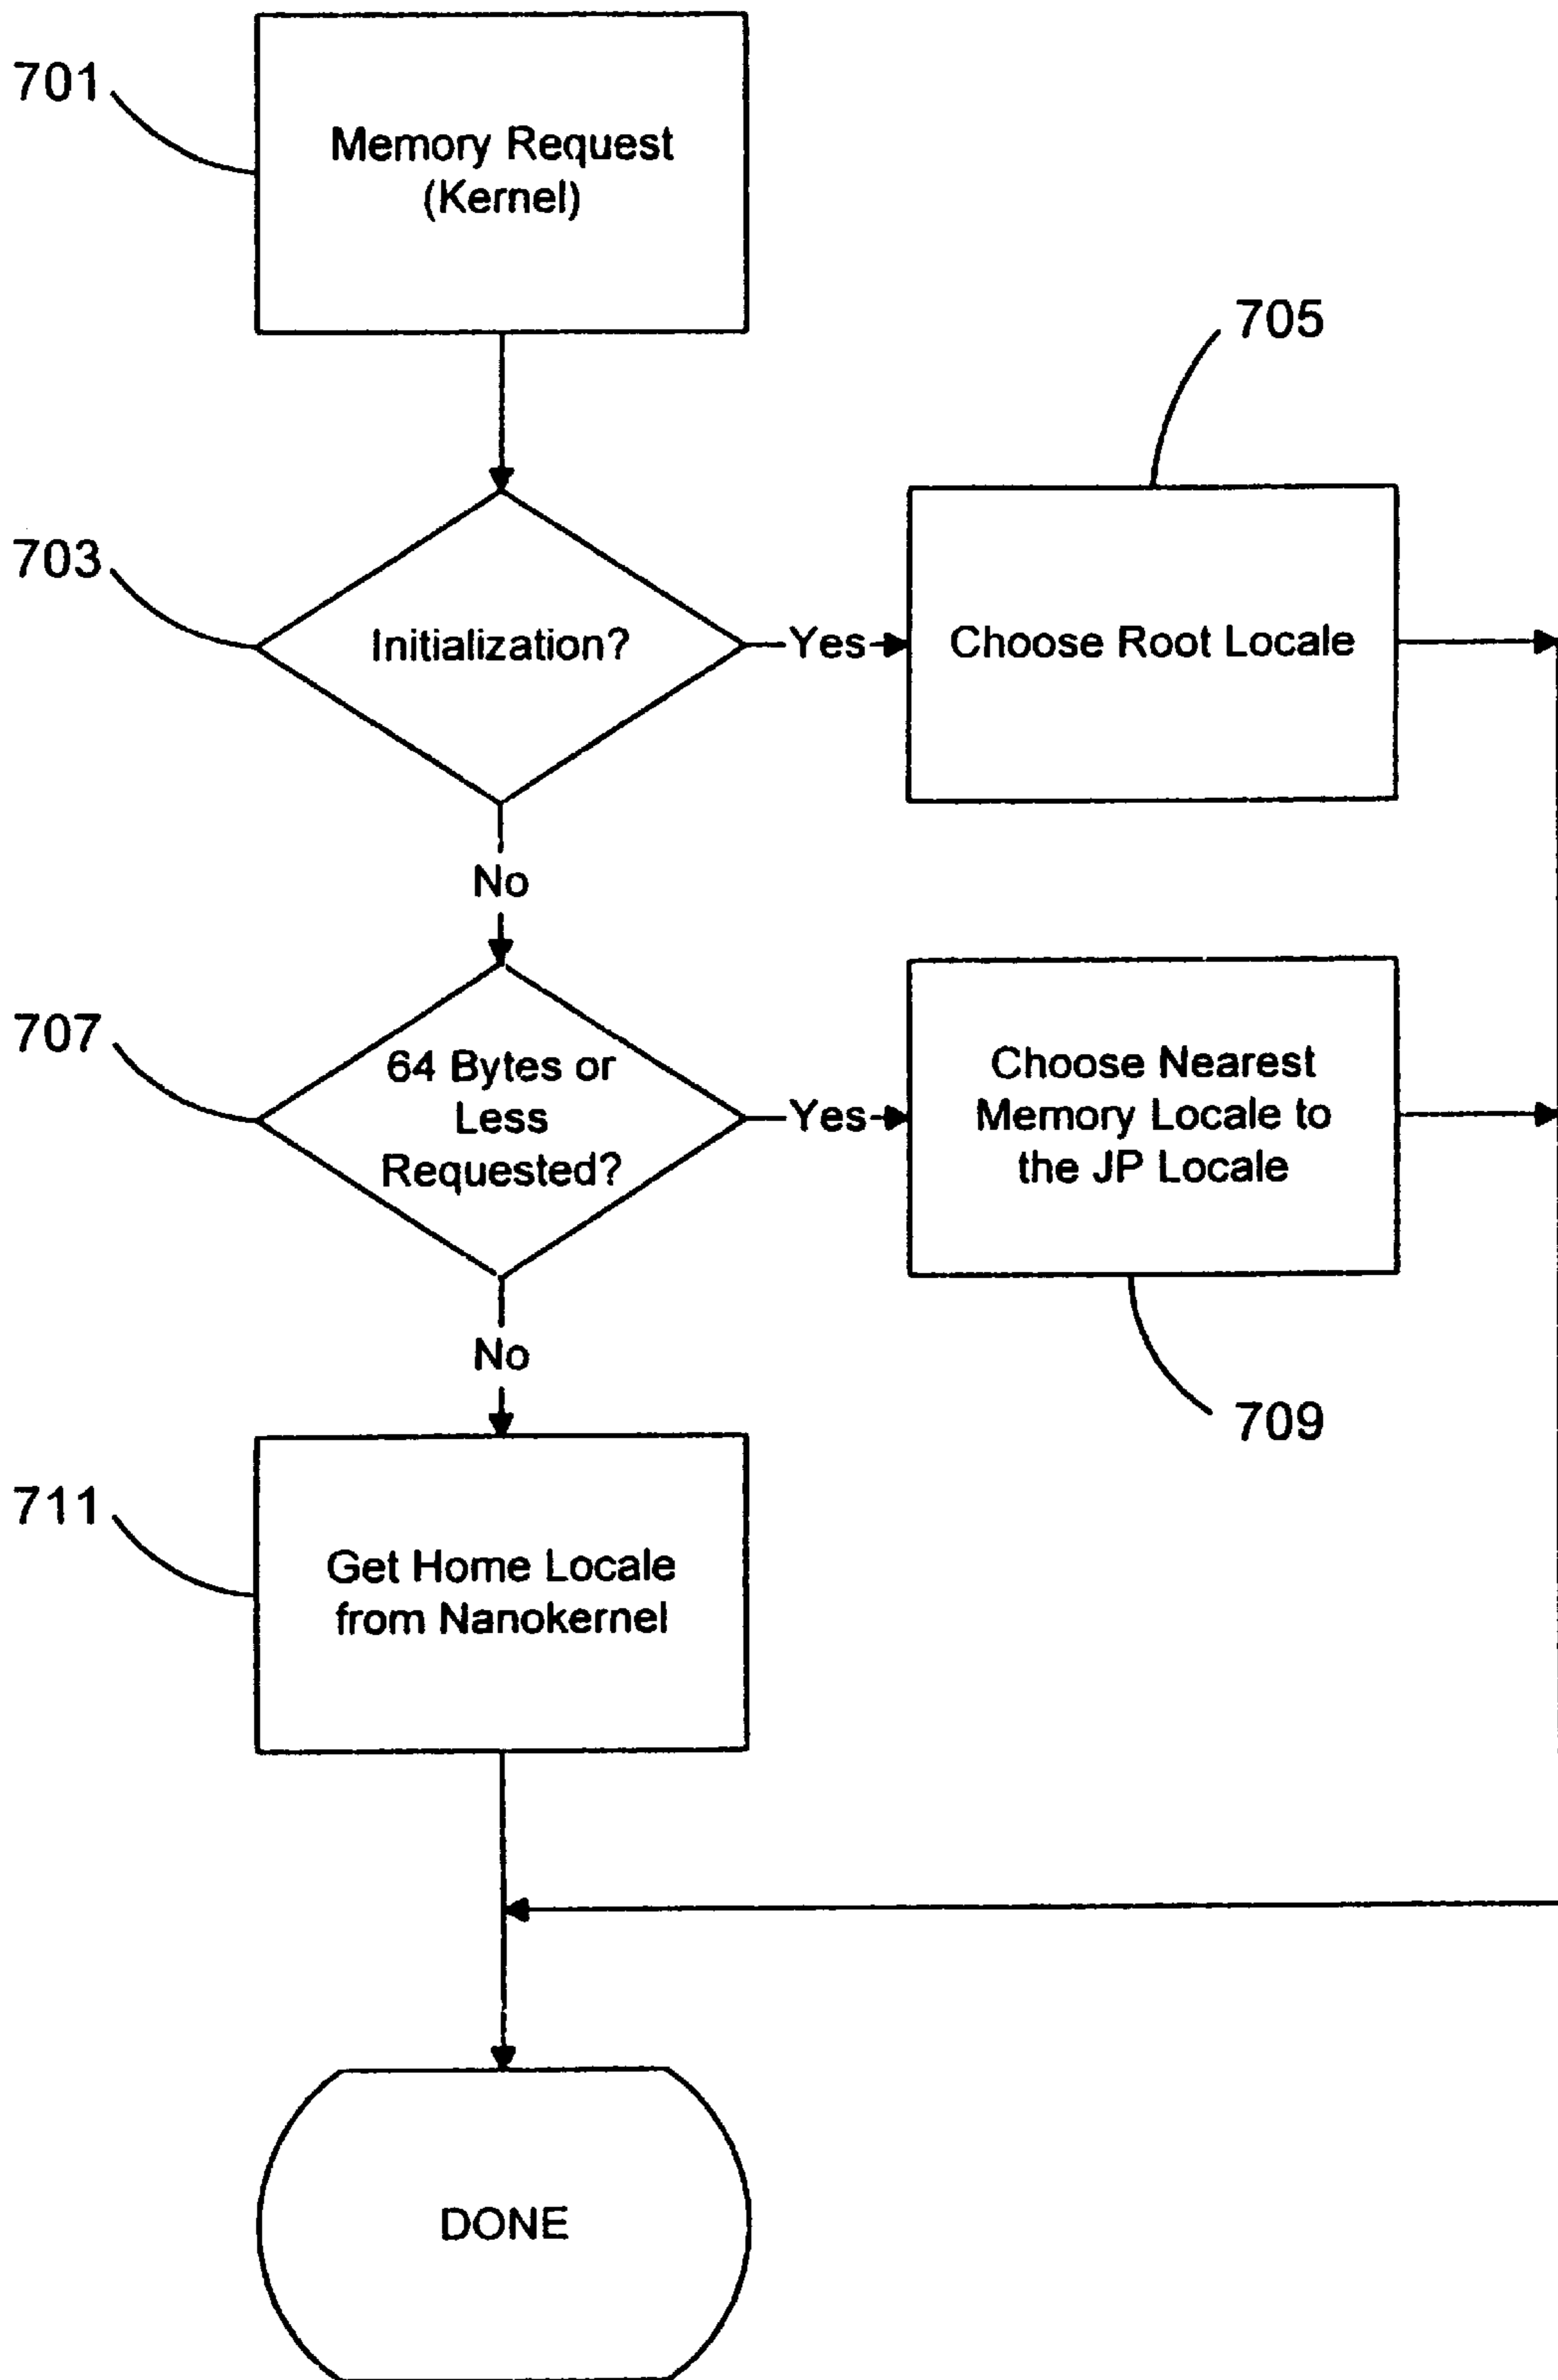 701
Memory Request
(Kernel)
705
703
Initialization?
Yes
Choose Root Locale
No
707
64 Bytes or
Less
Requested?
Yes
Choose Nearest
Memory Locale to
the JP Locale
No
709
711
Get Home Locale
from Nanokernel
DONE